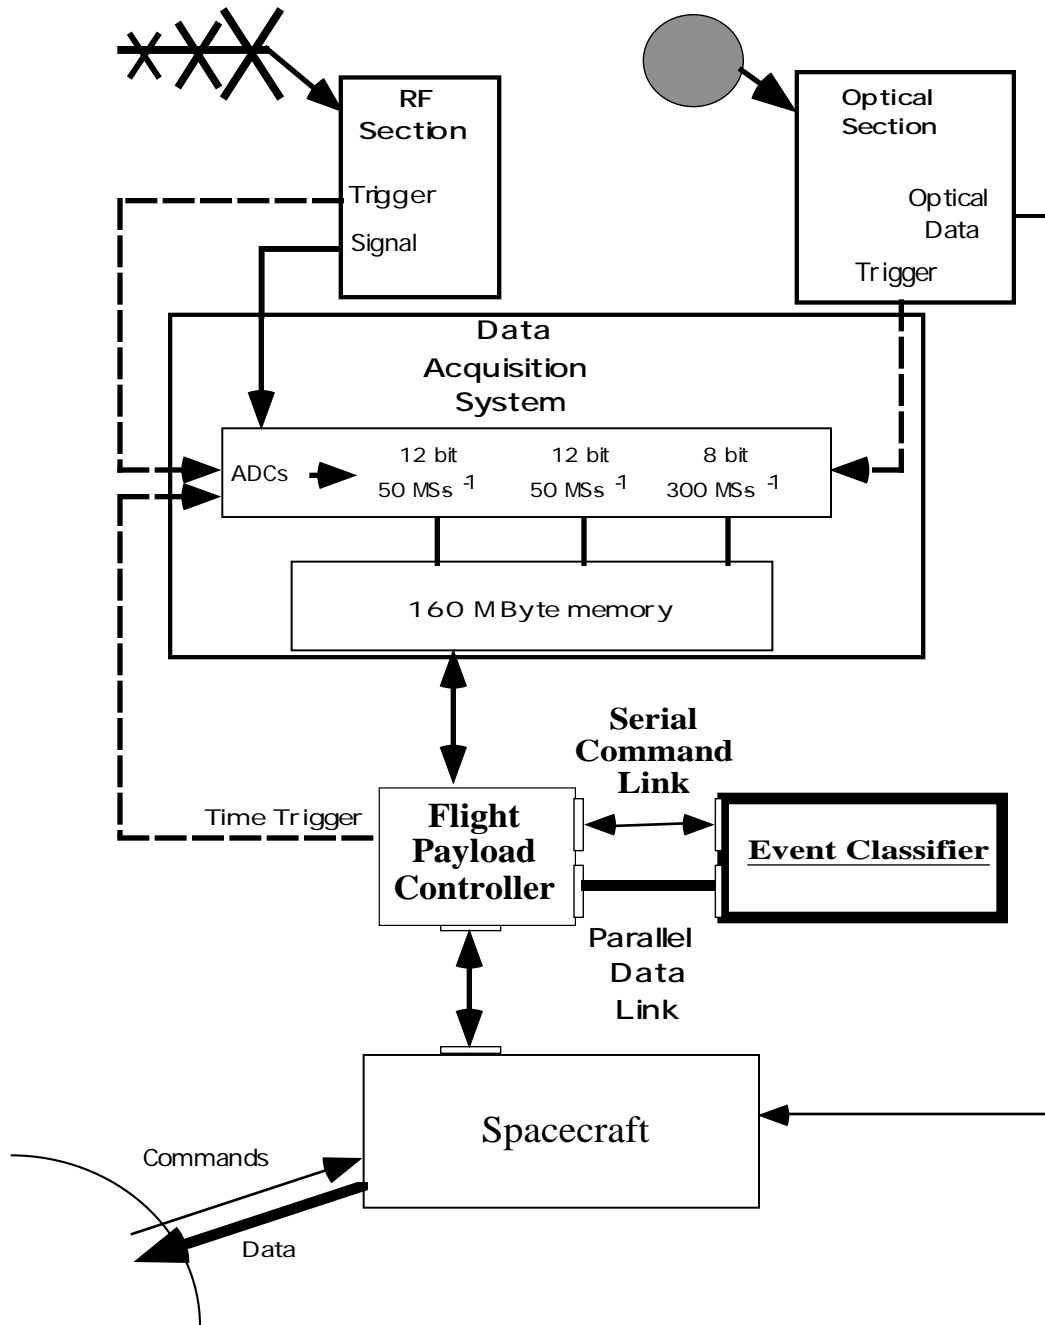 RF
Section
Trigger
Signal
Optical
Section
Optical
Data
Trigger
Data
Acquisition
System
ADCs
12 bit
50 MSs⁻¹
12 bit
50 MSs⁻¹
8 bit
300 MSs⁻¹
160 MByte memory
Serial
Command
Link
Time Trigger
Flight
Payload
Controller
Event Classifier
Parallel
Data
Link
Spacecraft
Commands
Data